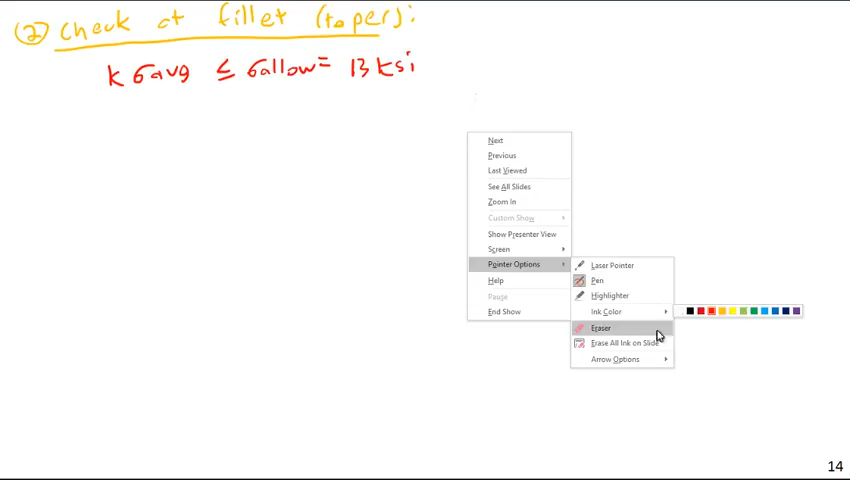 ② Check at fillet (taper):
k σavg ≤ σallow = 13 ksi
Next
Previous
Last Viewed
See All Slides
Zoom In
Custom Show
Show Presenter View
Screen
Pointer Options
Help
Pause
End Show
Laser Pointer
Pen
Highlighter
Ink Color
Eraser
Erase All Ink on Slide
Arrow Options
14